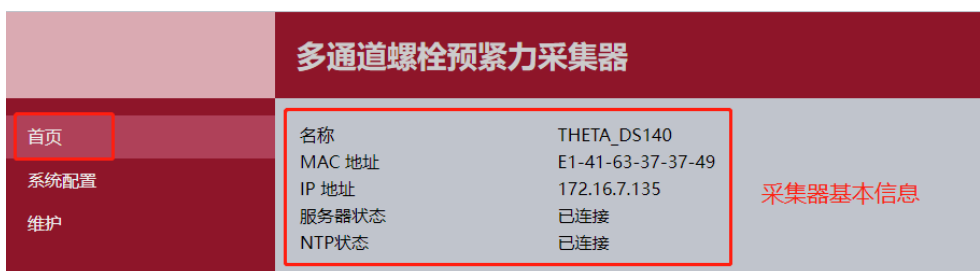 多通道螺栓预紧力采集器
首页
系统配置
维护
名称 THETA_DS140
MAC 地址 E1-41-63-37-37-49
IP 地址 172.16.7.135
服务器状态 已连接
NTP状态 已连接
采集器基本信息